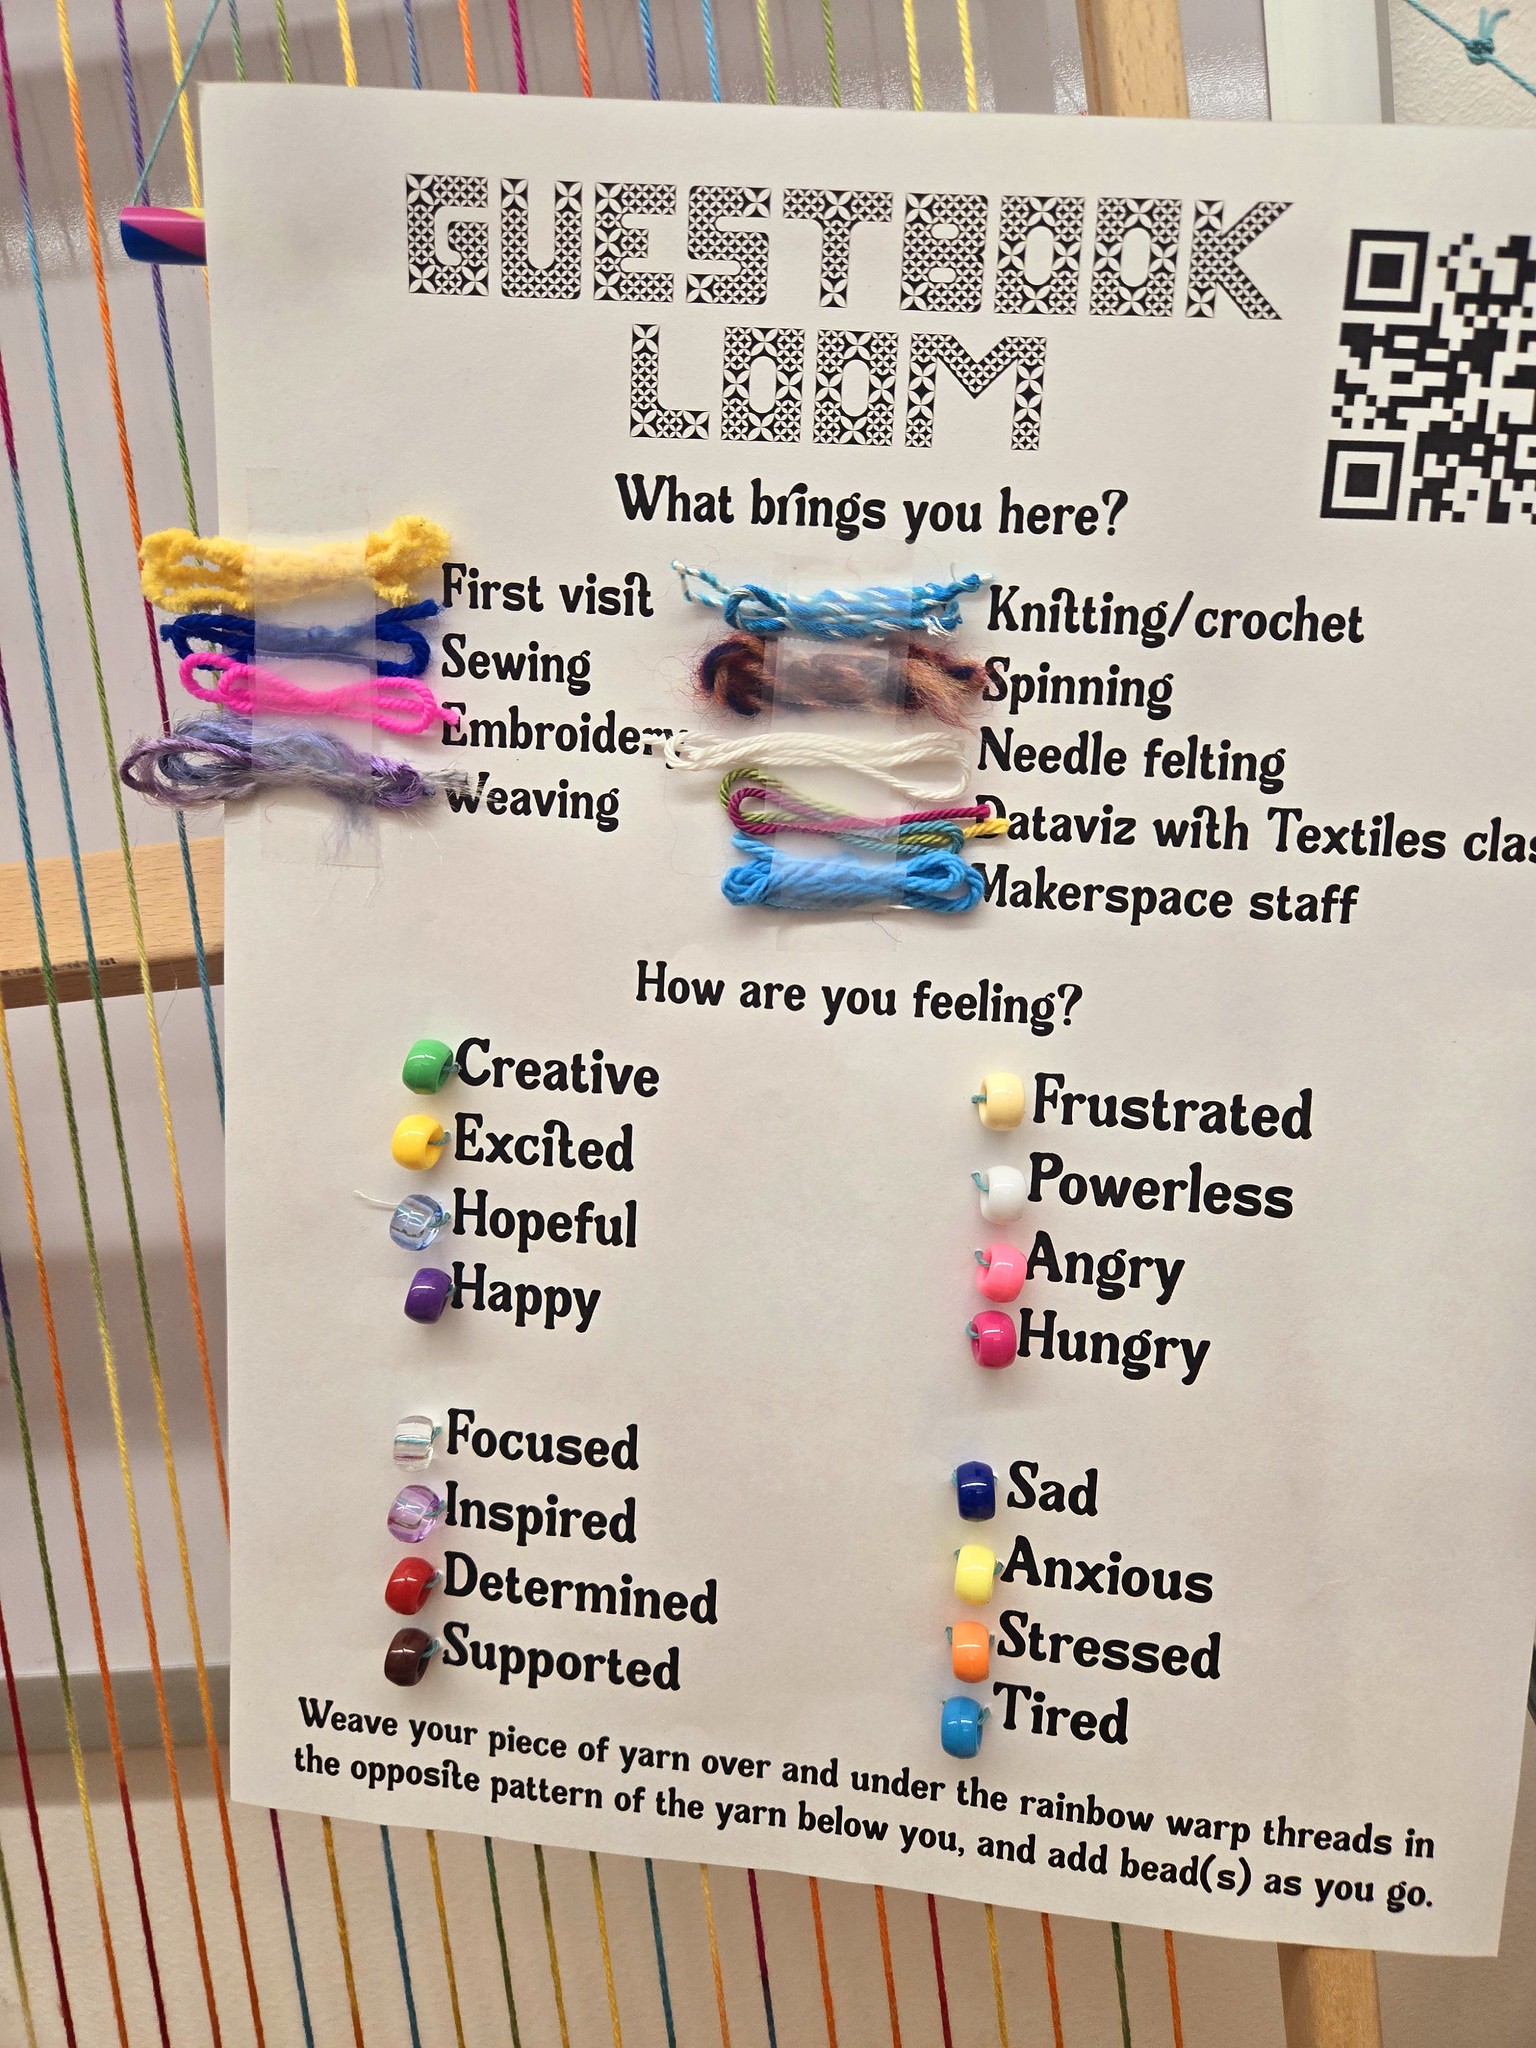 GUESTBOOK
LOOM
What brings you here?
First visit
Sewing
Embroidery
Weaving
Knitting/crochet
Spinning
Needle felting
Dataviz with Textiles
Makerspace staff
How are you feeling?
Creative
Excited
Hopeful
Happy
Frustrated
Powerless
Angry
Hungry
Focused
Inspired
Determined
Supported
Sad
Anxious
Stressed
Tired
Weave your piece of yarn over and under the rainbow warp threads in
the opposite pattern of the yarn below you, and add bead(s) as you go.